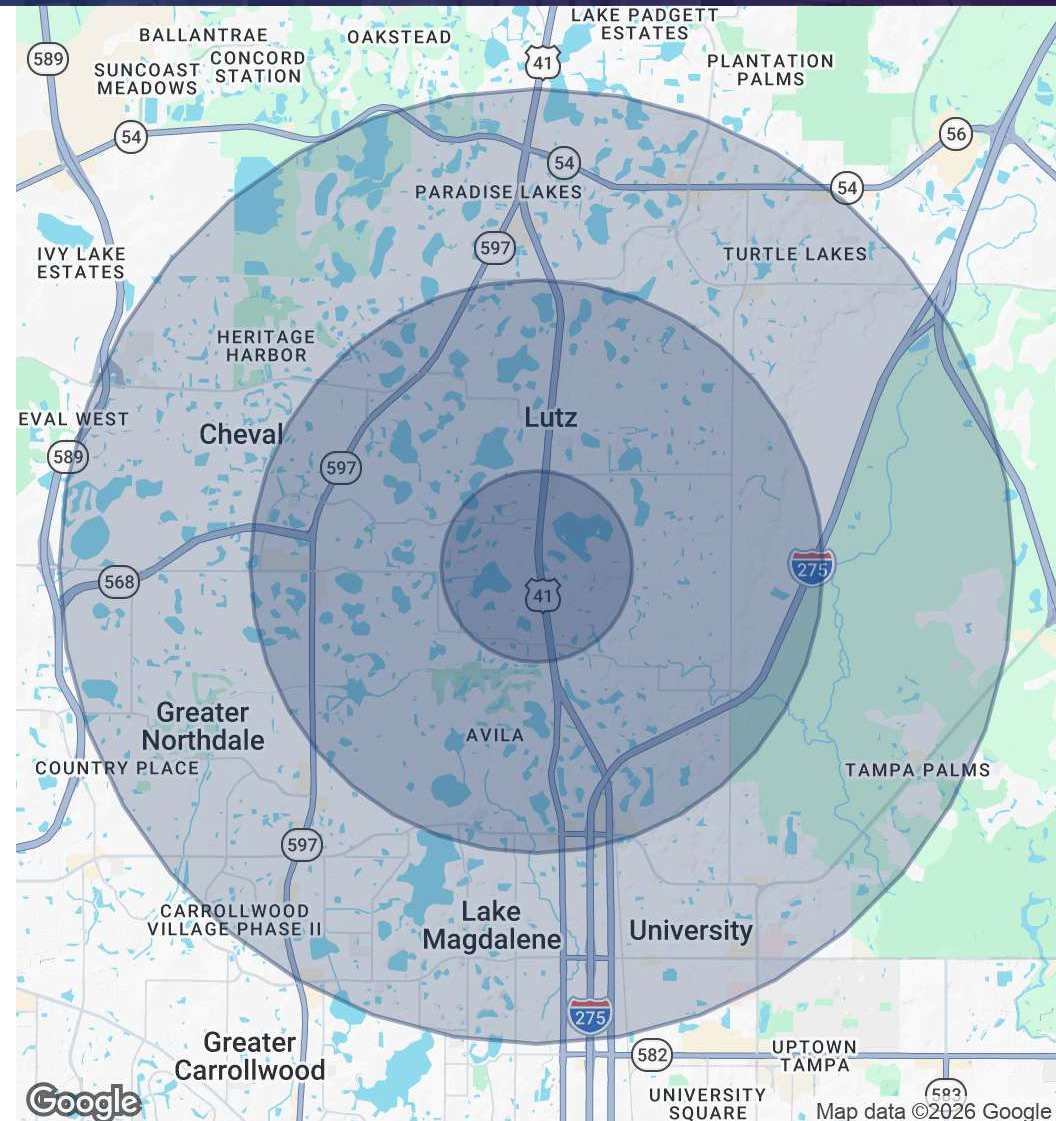 LAKE PADGETT
ESTATES
BALLANTRAE
OAKSTEAD
589
41
SUNCOAST
MEADOWS
CONCORD
STATION
PLANTATION
PALMS
54
56
54
54
PARADISE LAKES
597
IVY LAKE
ESTATES
TURTLE LAKES
HERITAGE
HARBOR
EVAL WEST
Cheval
Lutz
589
597
568
275
41
Greater
Northdale
AVILA
COUNTRY PLACE
TAMPA PALMS
597
CARROLLWOOD
VILLAGE PHASE II
Lake
Magdalene
University
275
Greater
Carrollwood
582
UPTOWN
TAMPA
583
UNIVERSITY
SQUARE
Google
Map data ©2026 Google